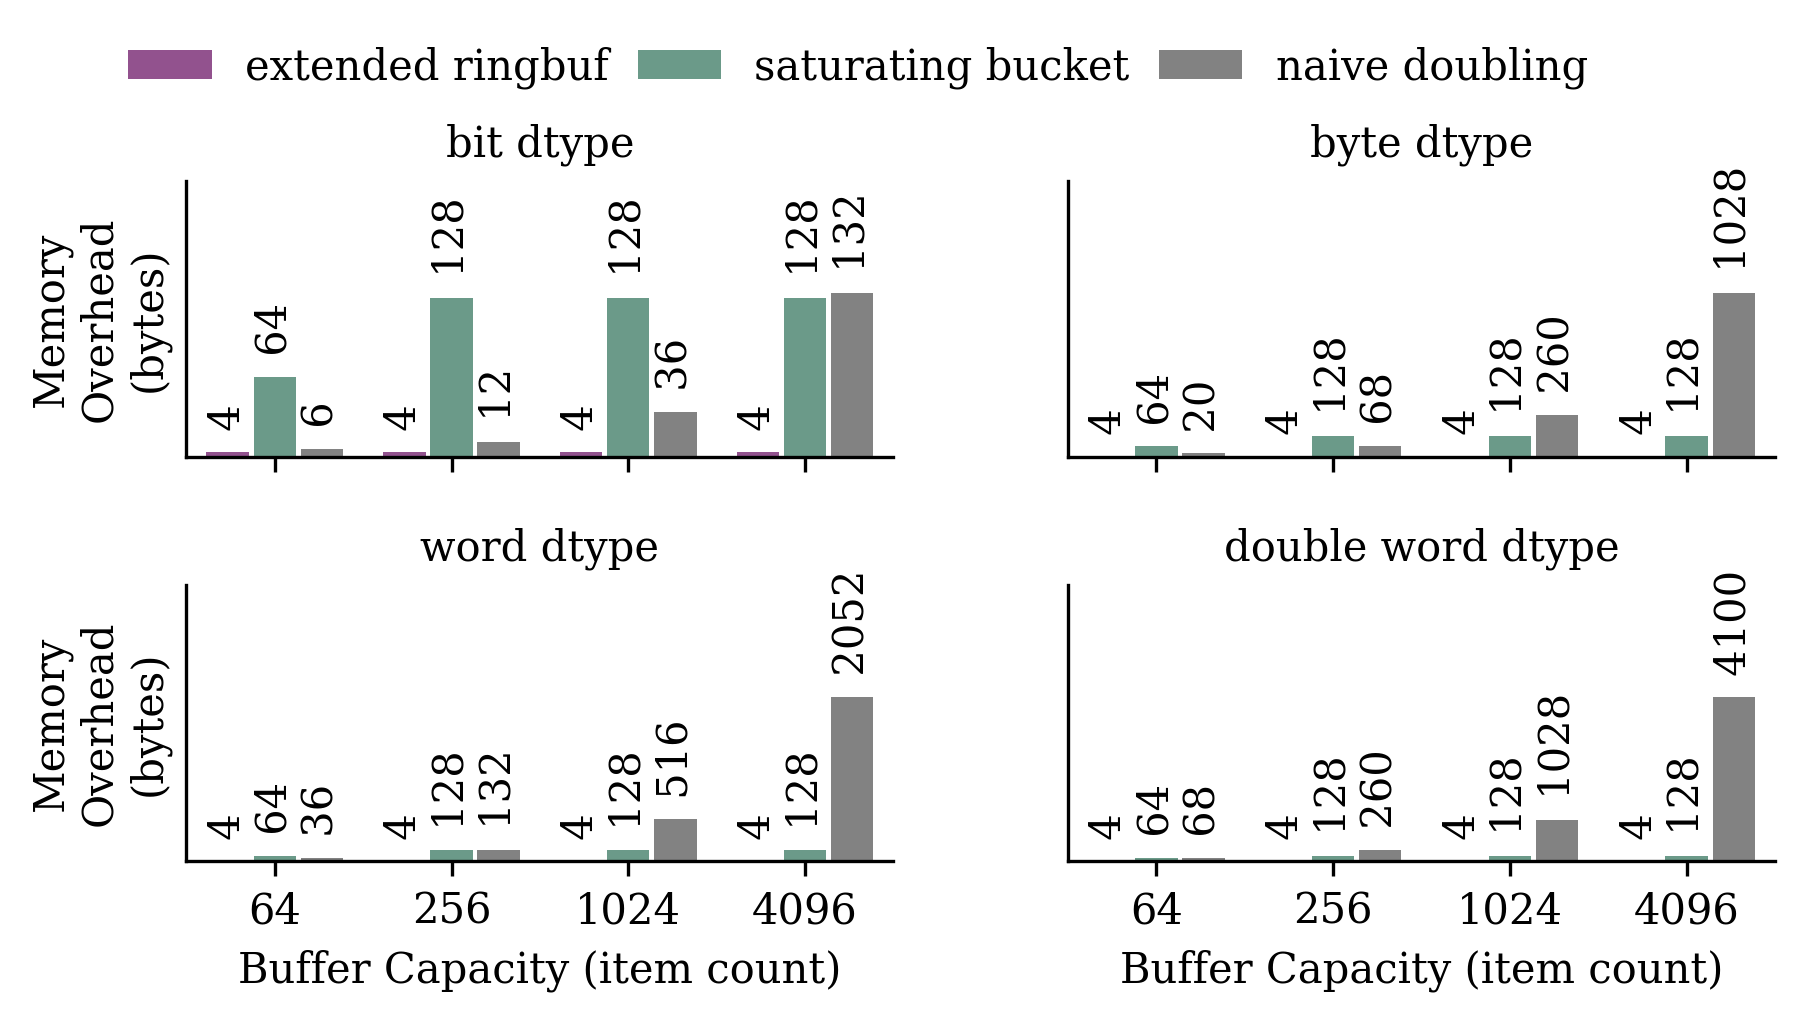 extended ringbuf saturating bucket naive doubling
bit dtype
Memory
Overhead
(bytes)
4 64 6 4 128 12 4 128 36 4 128 132
byte dtype
4 64 20 4 128 68 4 128 260 4 128 1028
word dtype
Memory
Overhead
(bytes)
4 64 36 4 128 132 4 128 516 4 128 2052
64 256 1024 4096
Buffer Capacity (item count)
double word dtype
4 64 68 4 128 260 4 128 1028 4 128 4100
64 256 1024 4096
Buffer Capacity (item count)